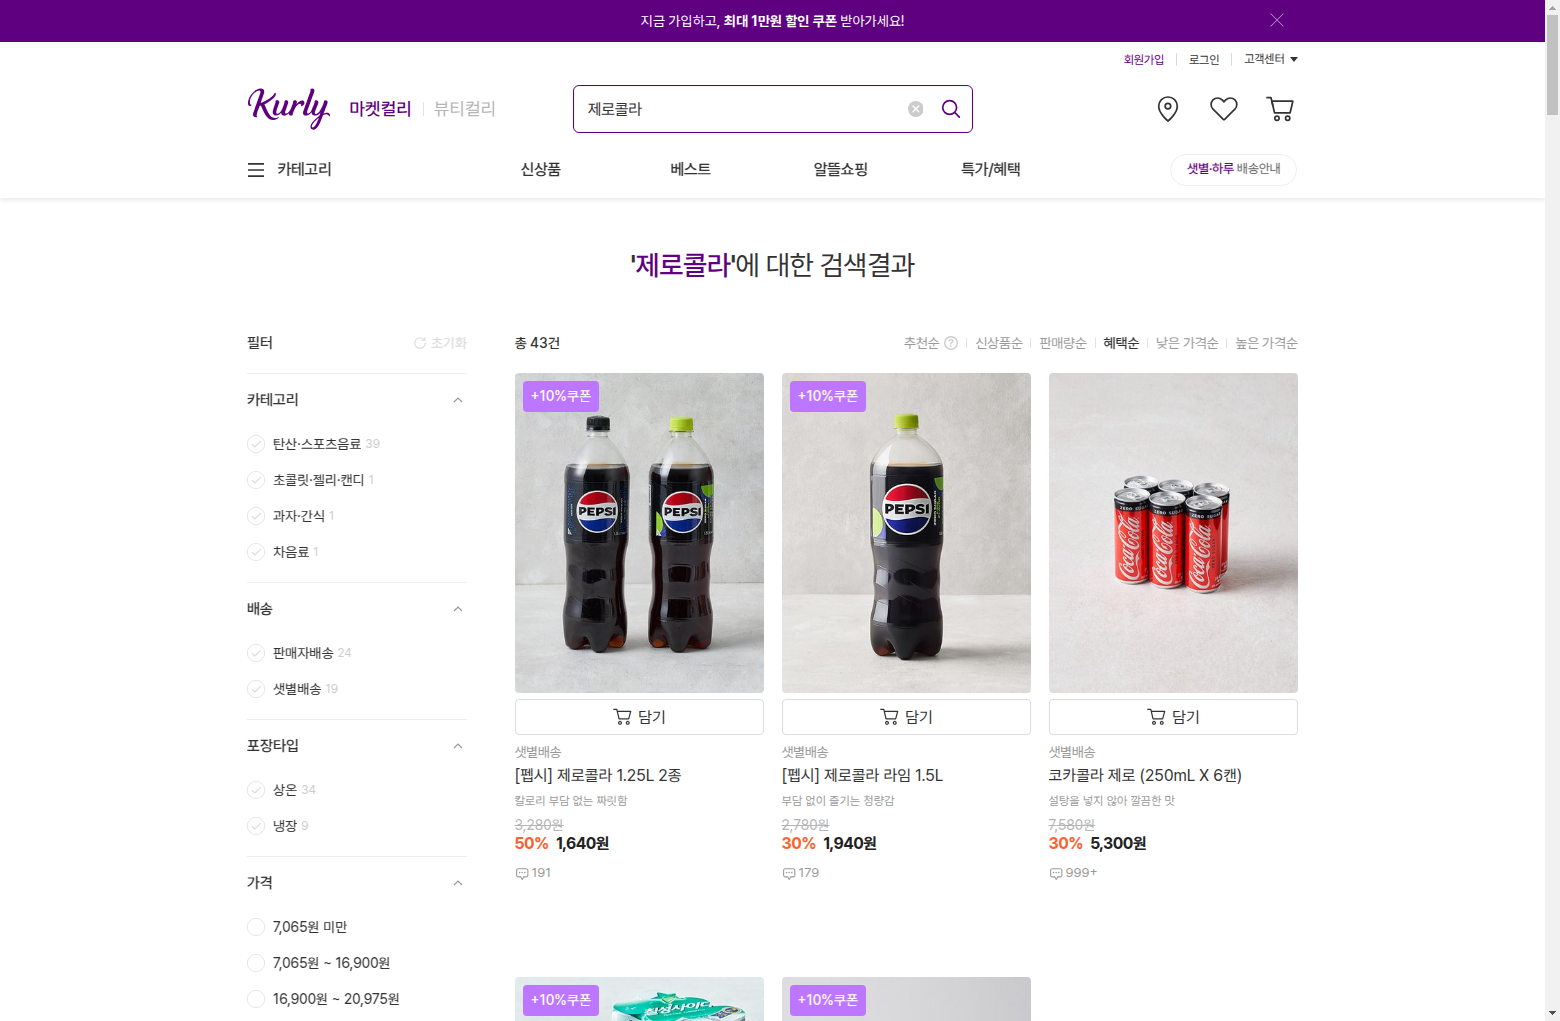 지금 가입하고, 최대 1만원 할인 쿠폰 받아가세요!
회원가입
로그인
고객센터
Kurly
마켓컬리
뷰티컬리
제로콜라
카테고리
신상품
베스트
알뜰쇼핑
특가/혜택
샛별·하루 배송안내
'제로콜라'에 대한 검색결과
필터
초기화
총 43건
추천순
신상품순
판매량순
혜택순
낮은 가격순
높은 가격순
카테고리
탄산·스포츠음료 39
초콜릿·젤리·캔디 1
과자·간식 1
차음료 1
배송
판매자배송 24
샛별배송 19
포장타입
상온 34
냉장 9
가격
7,065원 미만
7,065원 ~ 16,900원
16,900원 ~ 20,975원
+10%쿠폰
PEPSI
PEPSI
담기
샛별배송
[펩시] 제로콜라 1.25L 2종
칼로리 부담 없는 짜릿함
3,280원
50% 1,640원
191
+10%쿠폰
PEPSI
담기
샛별배송
[펩시] 제로콜라 라임 1.5L
부담 없이 즐기는 청량감
2,780원
30% 1,940원
179
ZERO SUGAR
ZERO SUGAR
ZERO SUGAR
Coca-Cola
Coca-Cola
Coca-Cola
담기
샛별배송
코카콜라 제로 (250mL X 6캔)
설탕을 넣지 않아 깔끔한 맛
7,580원
30% 5,300원
999+
+10%쿠폰
칠성사이다
+10%쿠폰